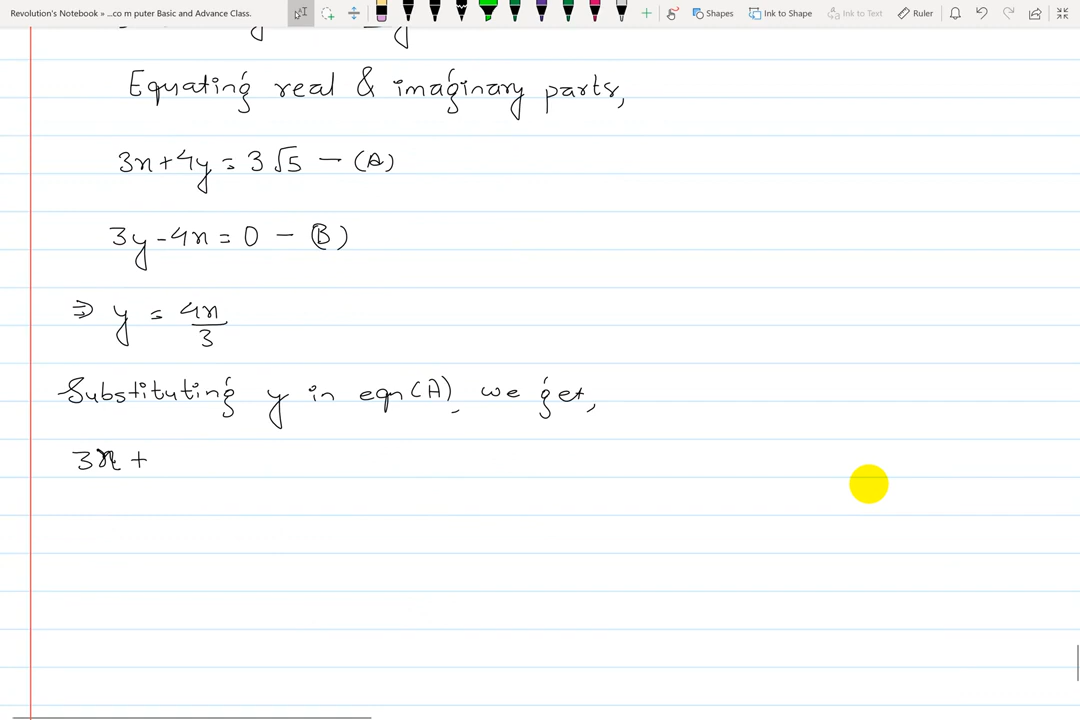 Revolution's Notebook » ...co m puter Basic and Advance Class.
Shapes
Ink to Shape
Ink to Text
Ruler
Equating real & imaginary parts,
3x+4y = 3√5 — (A)
3y-4x = 0 — (B)
⇒ y = 4x/3
Substituting y in eqn(A), we get,
3x +